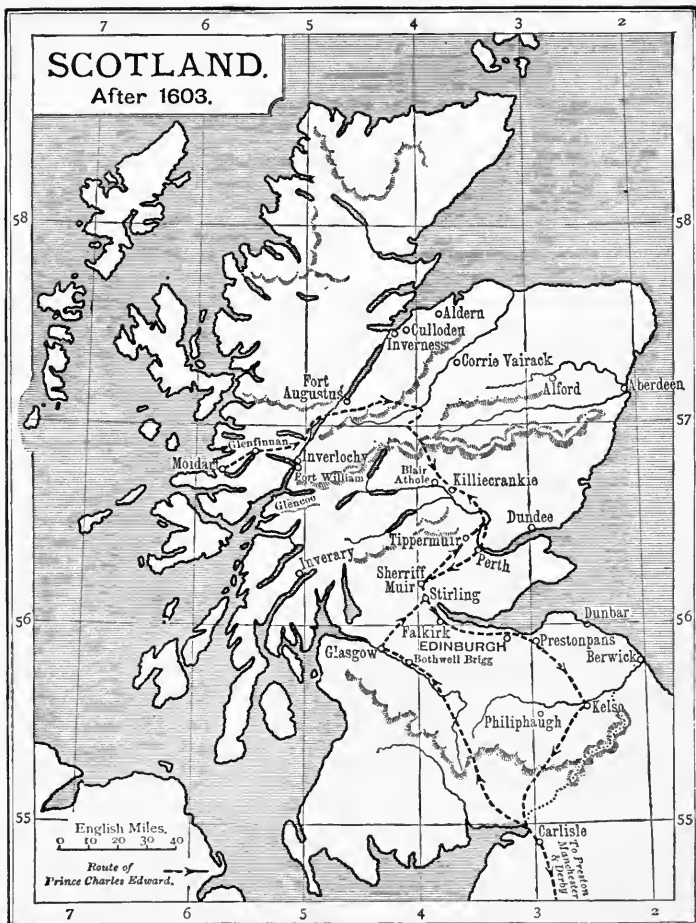 7 6 5 4 3 2
SCOTLAND.
After 1603.
7 6
58
58
Aldern
Culloden
Inverness
Corrie Vairack
Fort
Augustus
Alford
Aberdeen
57
57
Glenfinnan
Moidart
Inverlochy
Fort William
Blair
Athole
Killiecrankie
Glencoe
Dundee
Tippermuir
Perth
Inverary
Sherriff
Muir
Stirling
56
56
Dunbar
Falkirk
EDINBURGH
Prestonpans
Berwick
Glasgow
Bothwell Brigg
Kelso
Philiphaugh
55
55
English Miles.
0 10 20 30 40
Carlisle
Route of
Prince Charles Edward.
To Preston
Manchester
& Derby
7 6 5 4 3 2